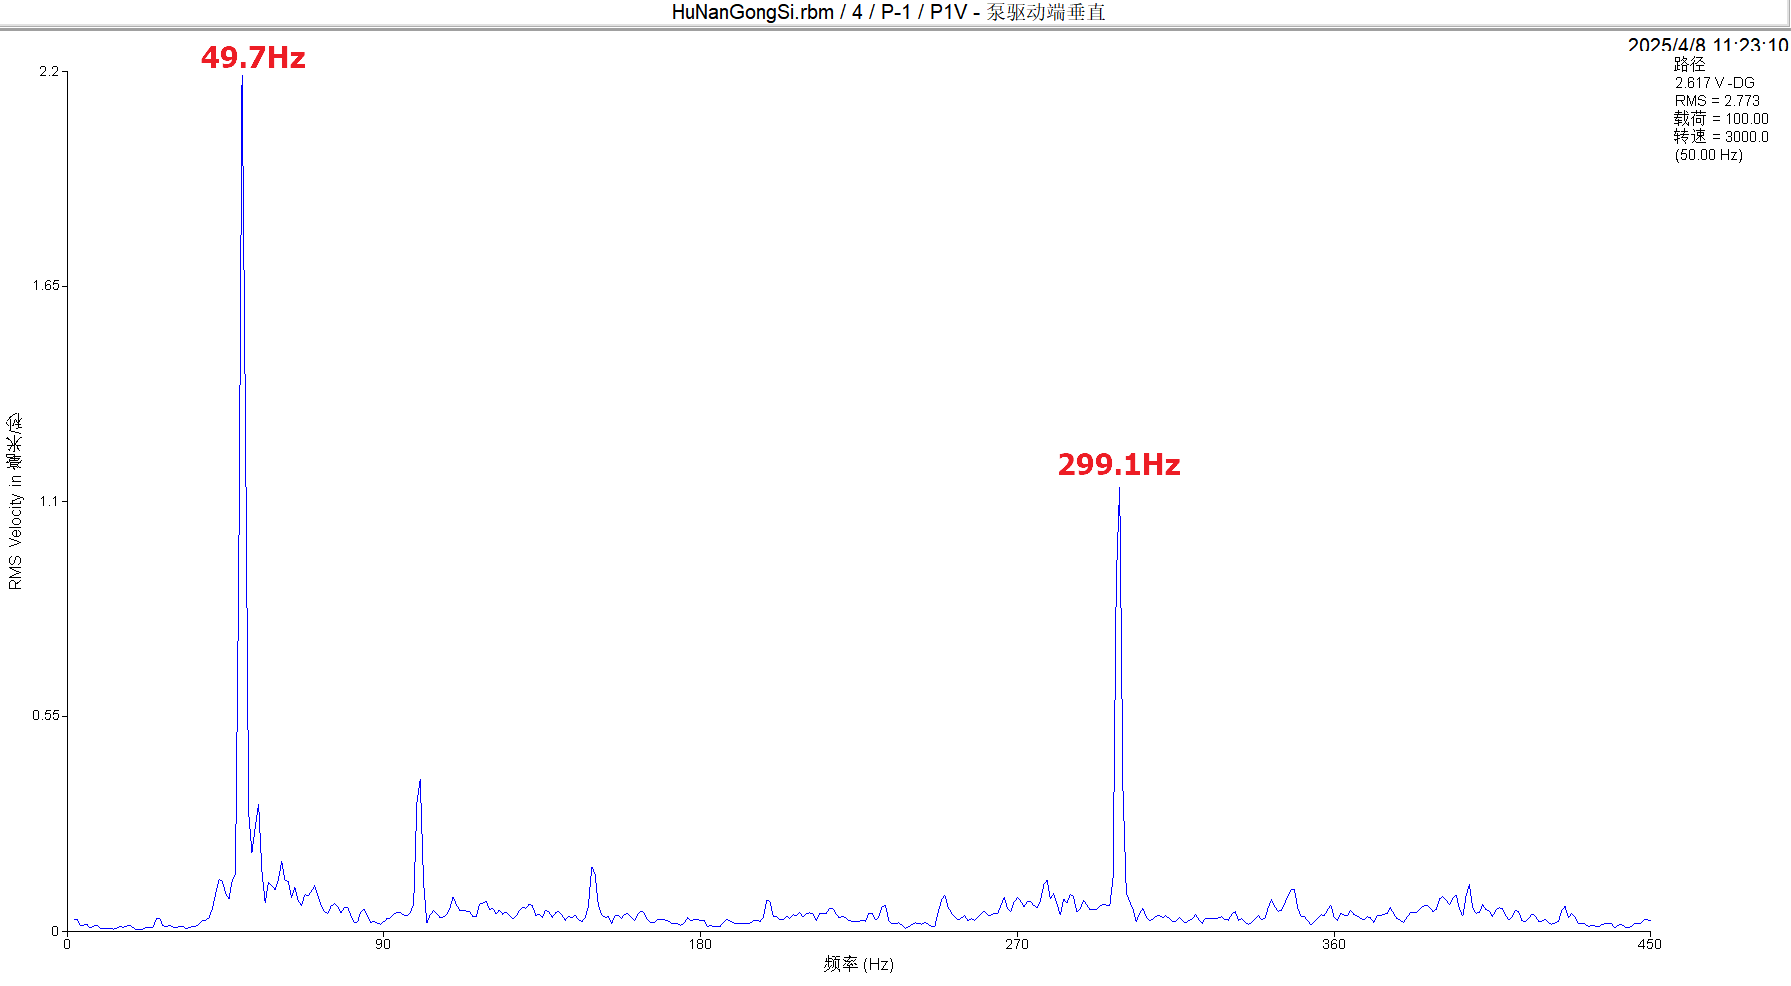 HuNanGongSi.rbm / 4 / P-1 / P1V - 泵驱动端垂直
2025/4/8 11:23:10
路径
2.617 V -DG
RMS = 2.773
载荷 = 100.00
转速 = 3000.0
(50.00 Hz)
49.7Hz
299.1Hz
RMS Velocity in 毫米/秒
2.2
1.65
1.1
0.55
0
0 90 180 270 360 450
频率 (Hz)